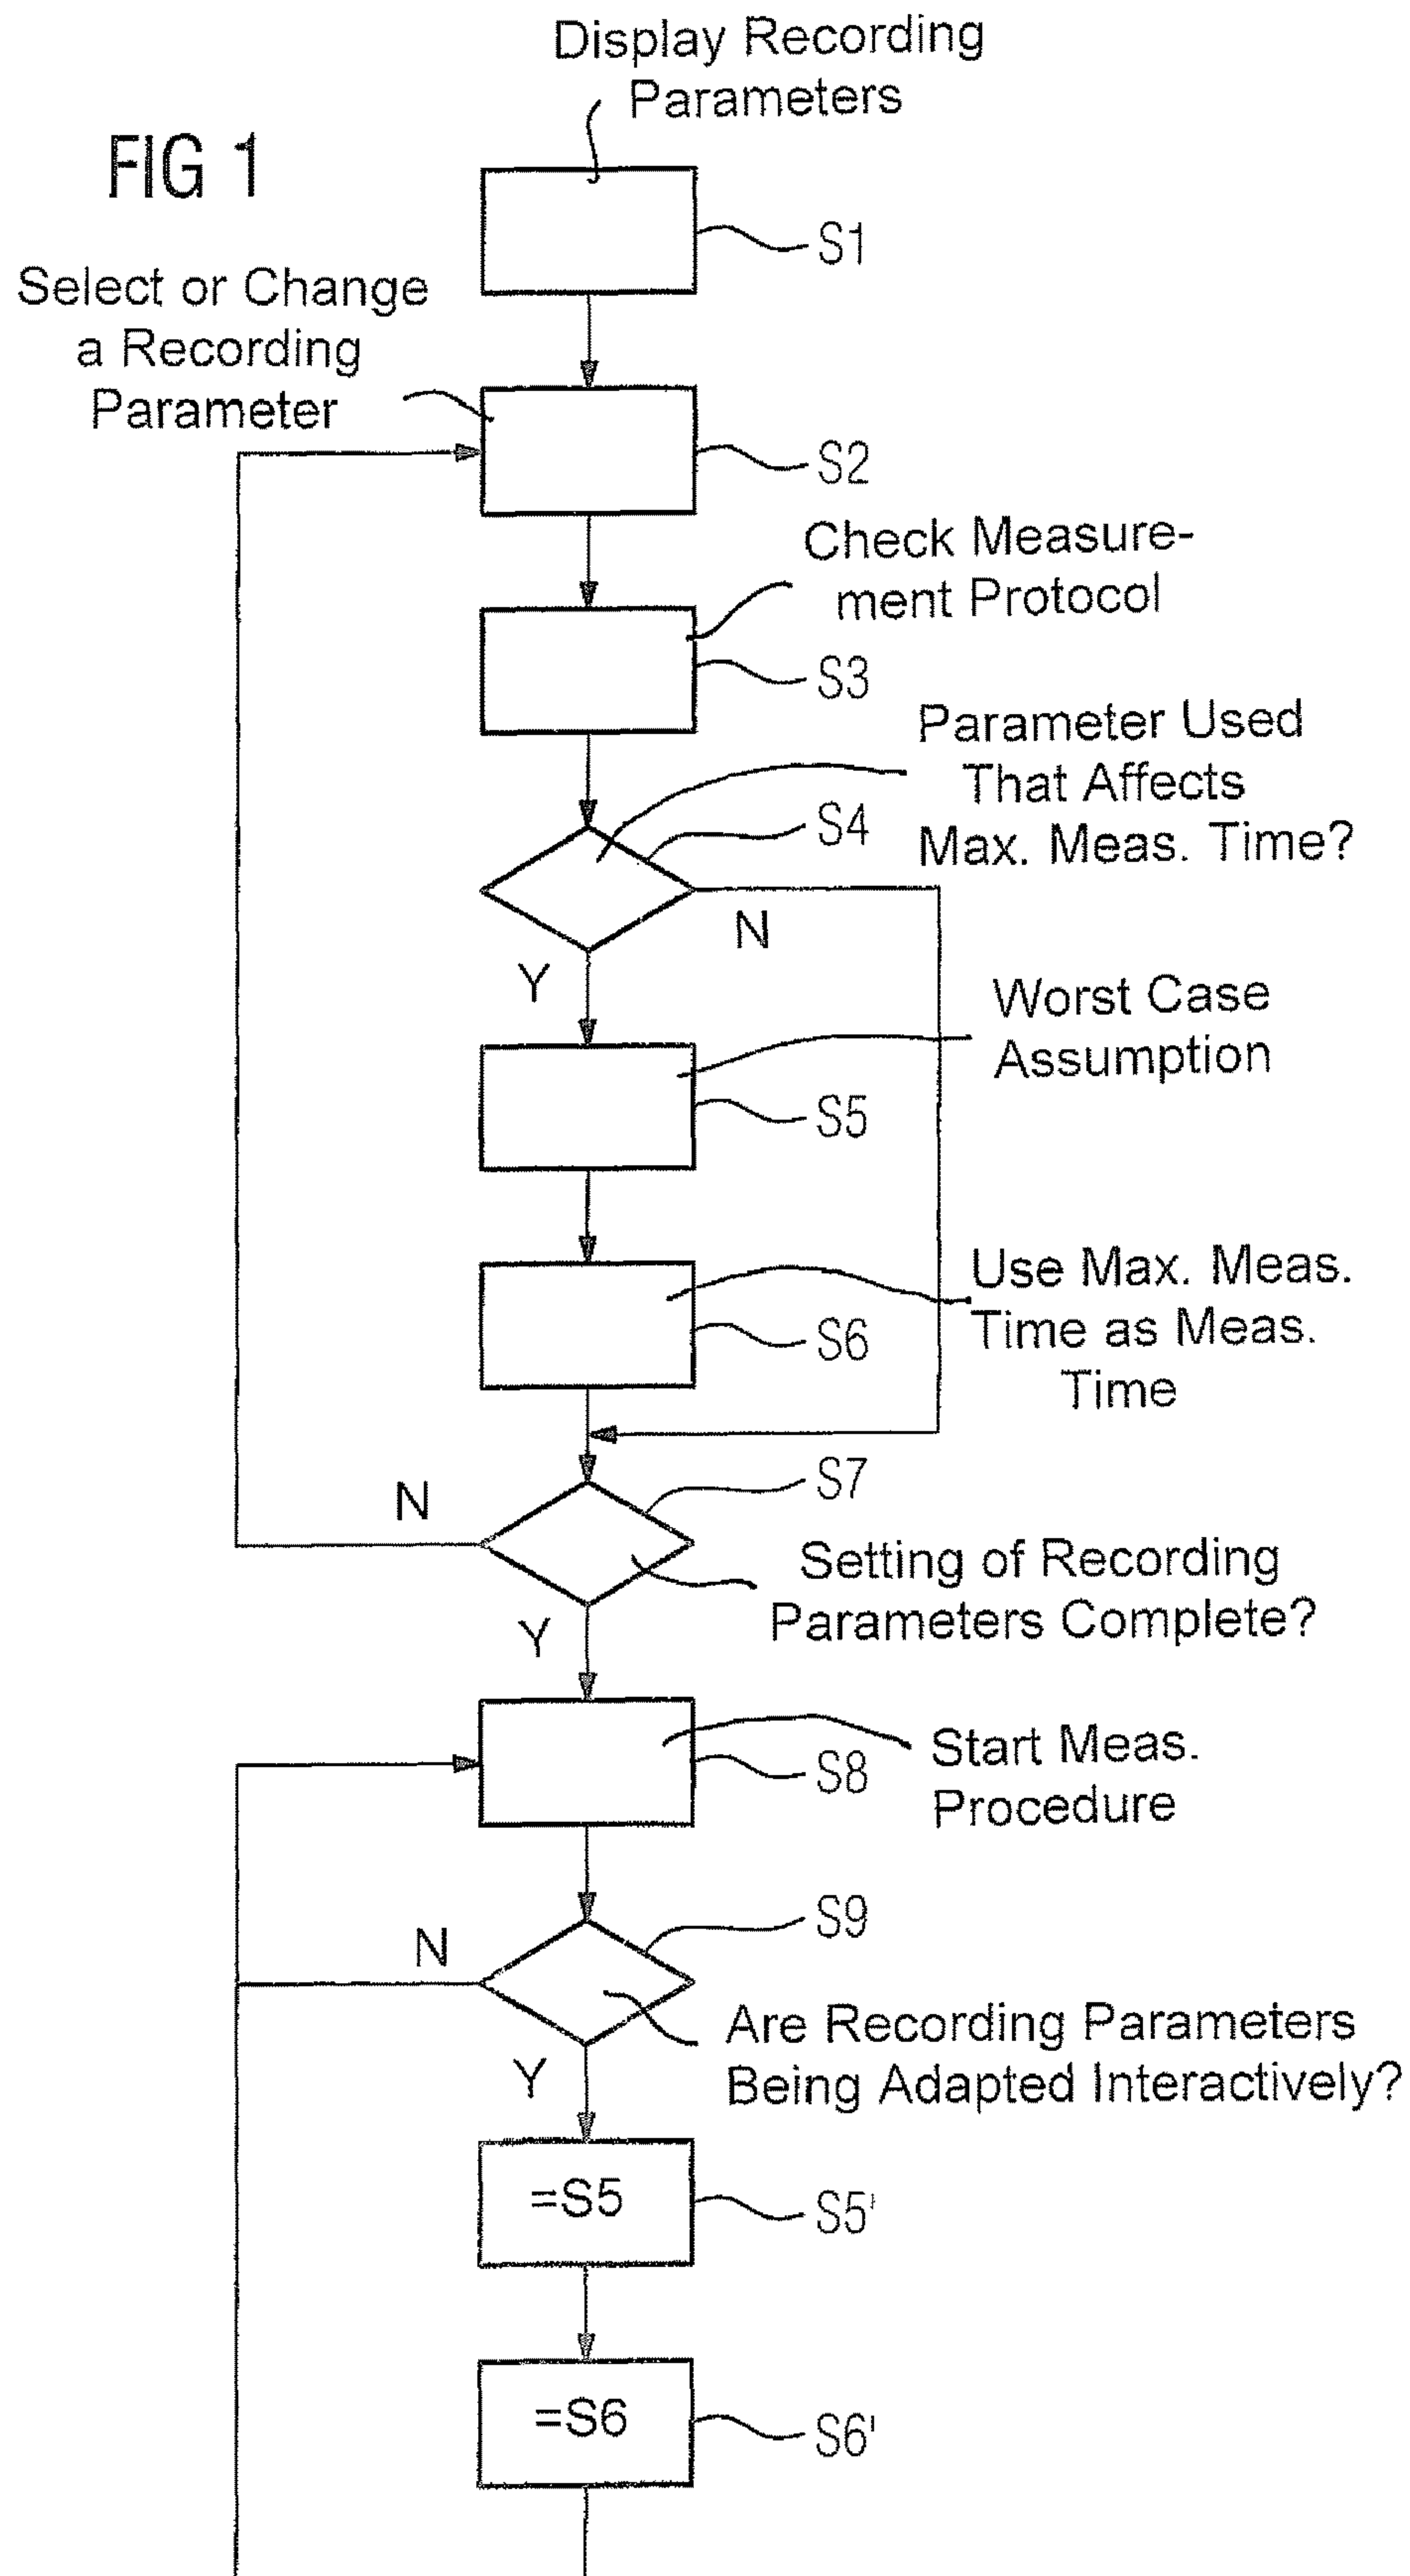 Display Recording
Parameters
FIG 1
S1
Select or Change
a Recording
Parameter
S2
Check Measure-
ment Protocol
S3
Parameter Used
That Affects
Max. Meas. Time?
S4
N
Y
Worst Case
Assumption
S5
Use Max. Meas.
Time as Meas.
Time
S6
S7
N
Setting of Recording
Parameters Complete?
Y
Start Meas.
Procedure
S8
S9
N
Are Recording Parameters
Being Adapted Interactively?
Y
=S5
S5'
=S6
S6'